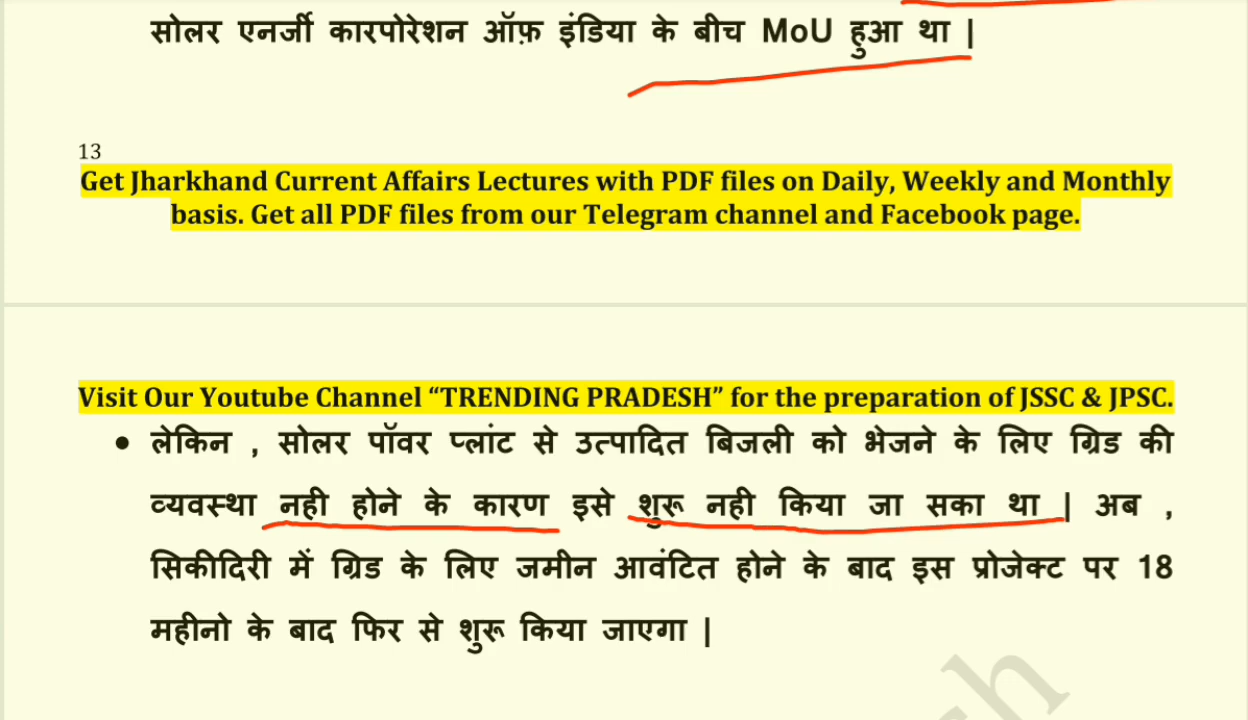 सोलर एनर्जी कारपोरेशन ऑफ़ इंडिया के बीच MoU हुआ था |
13
Get Jharkhand Current Affairs Lectures with PDF files on Daily, Weekly and Monthly
basis. Get all PDF files from our Telegram channel and Facebook page.
Visit Our Youtube Channel “TRENDING PRADESH” for the preparation of JSSC & JPSC.
• लेकिन , सोलर पॉवर प्लांट से उत्पादित बिजली को भेजने के लिए ग्रिड की
व्यवस्था नही होने के कारण इसे शुरू नही किया जा सका था | अब ,
सिकीदिरी में ग्रिड के लिए जमीन आवंटित होने के बाद इस प्रोजेक्ट पर 18
महीनो के बाद फिर से शुरू किया जाएगा |